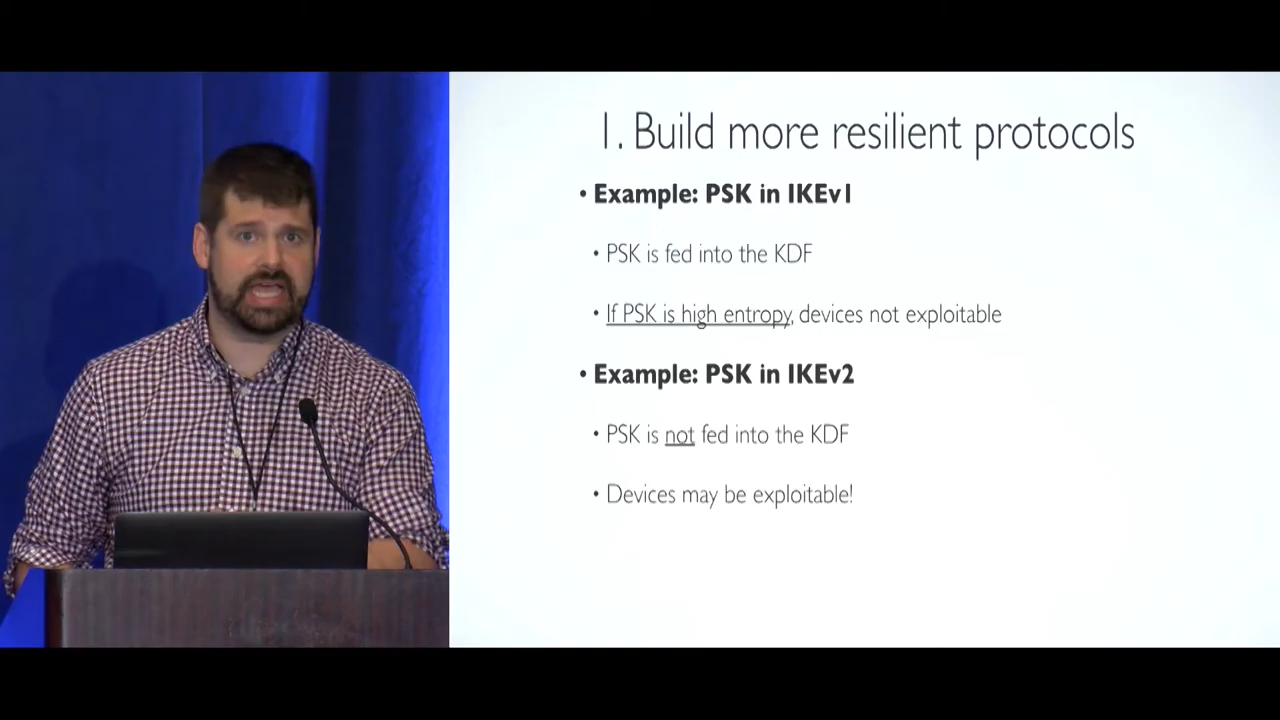 1. Build more resilient protocols
• Example: PSK in IKEv1
• PSK is fed into the KDF
• If PSK is high entropy, devices not exploitable
• Example: PSK in IKEv2
• PSK is not fed into the KDF
• Devices may be exploitable!